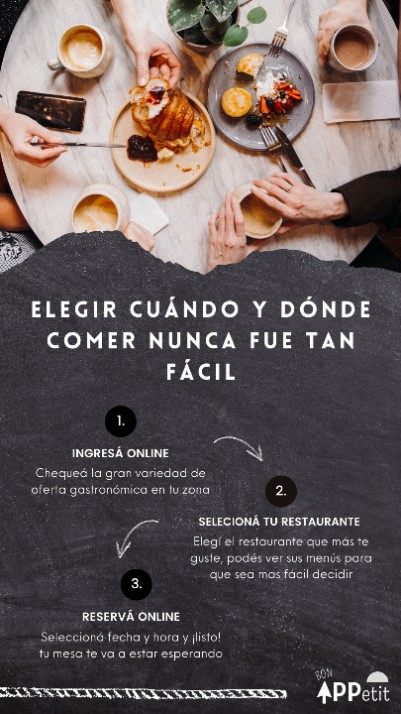 ELEGIR CUÁNDO Y DÓNDE
COMER NUNCA FUE TAN
FÁCIL
1.
INGRESÁ ONLINE
Chequeá la gran variedad de
oferta gastronómica en tu zona
2.
SELECIONÁ TU RESTAURANTE
Elegí el restaurante que más te
guste, podés ver sus menús para
que sea mas fácil decidir
3.
RESERVÁ ONLINE
Seleccioná fecha y hora y ¡listo!
tu mesa te va a estar esperando
BON
APPetit